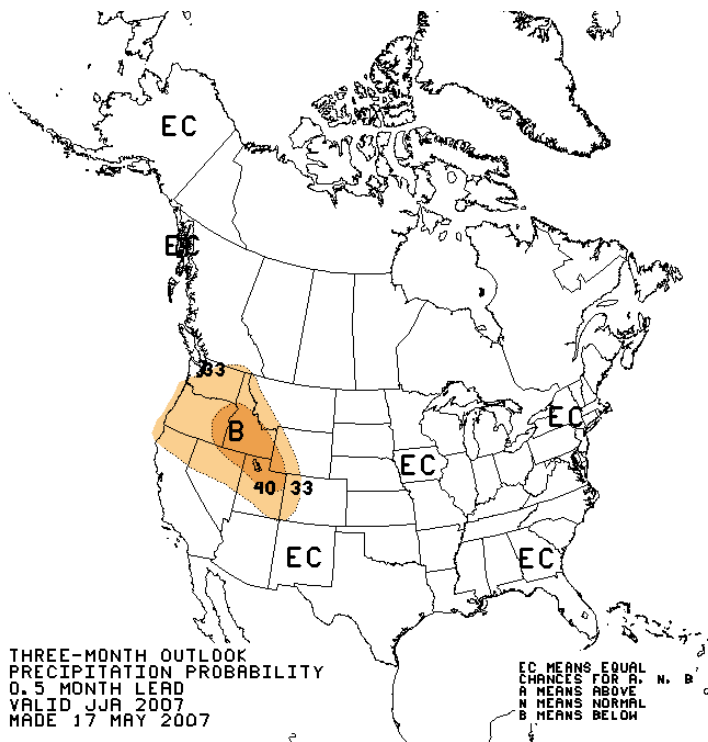 EC
EC
33
B
EC
EC
40
33
EC
EC
THREE-MONTH OUTLOOK
PRECIPITATION PROBABILITY
0.5 MONTH LEAD
VALID JJA 2007
MADE 17 MAY 2007
EC MEANS EQUAL
CHANCES FOR A, N, B
A MEANS ABOVE
N MEANS NORMAL
B MEANS BELOW